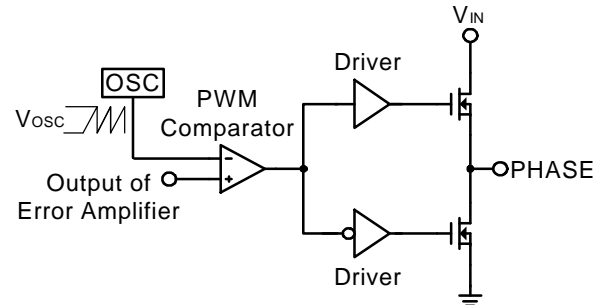 VIN
Driver
OSC
PWM
Comparator
VOSC
-
+
Output of
Error Amplifier
PHASE
Driver